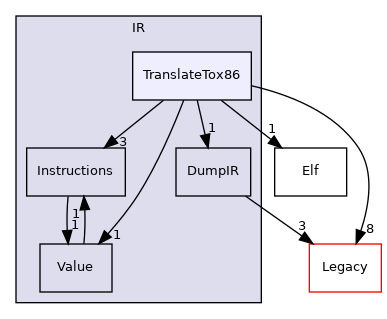 IR
TranslateTox86
3
1
1
Instructions
DumpIR
Elf
1
1
1
3
8
Value
Legacy